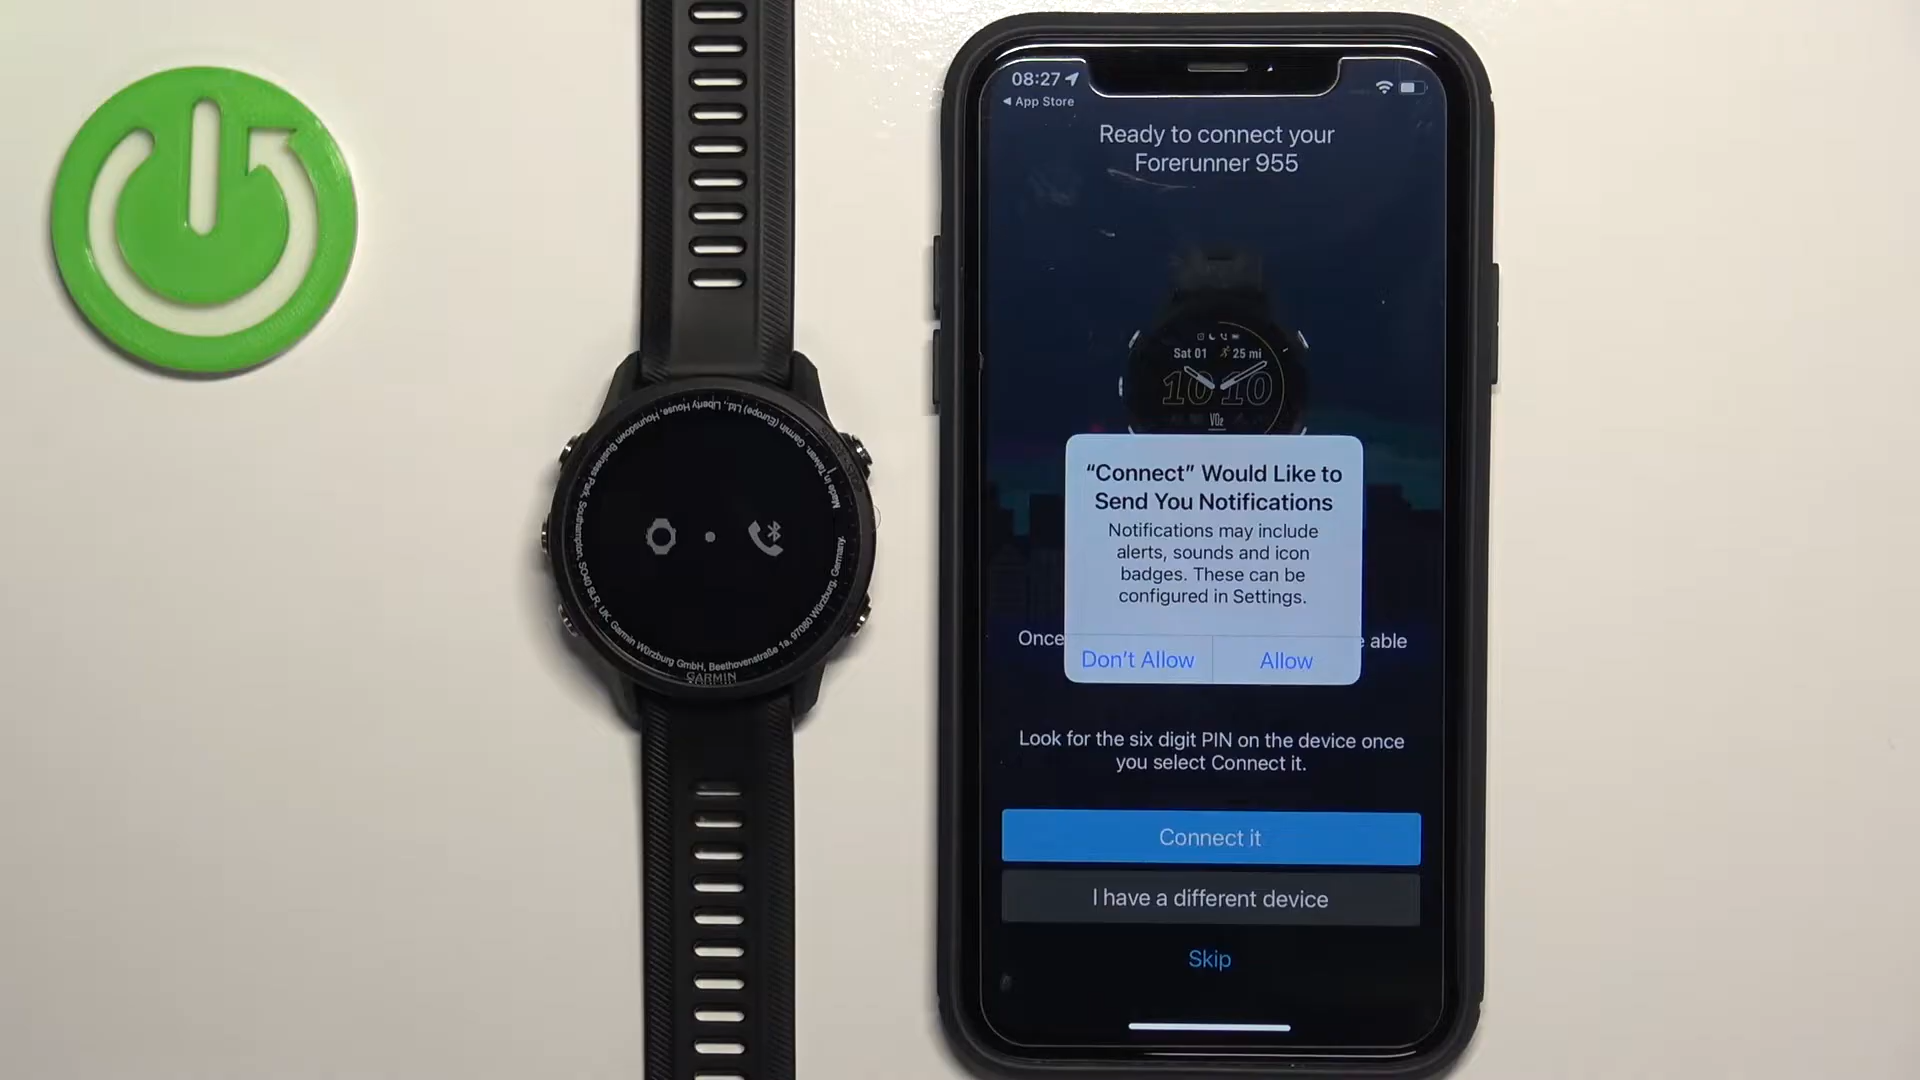 Garmin (Europe) Ltd., Liberty House, Hounsdown Business Park, Southampton, SO40 9LR, UK. Garmin Würzburg GmbH, Beethovenstraße 1a, 97080 Würzburg, Germany.
Made in Taiwan.
GARMIN
08:27
App Store
Ready to connect your
Forerunner 955
Sat 01 25 mi
10 10
VO2
“Connect” Would Like to
Send You Notifications
Notifications may include
alerts, sounds and icon
badges. These can be
configured in Settings.
Don’t Allow Allow
Once able
Look for the six digit PIN on the device once
you select Connect it.
Connect it
I have a different device
Skip